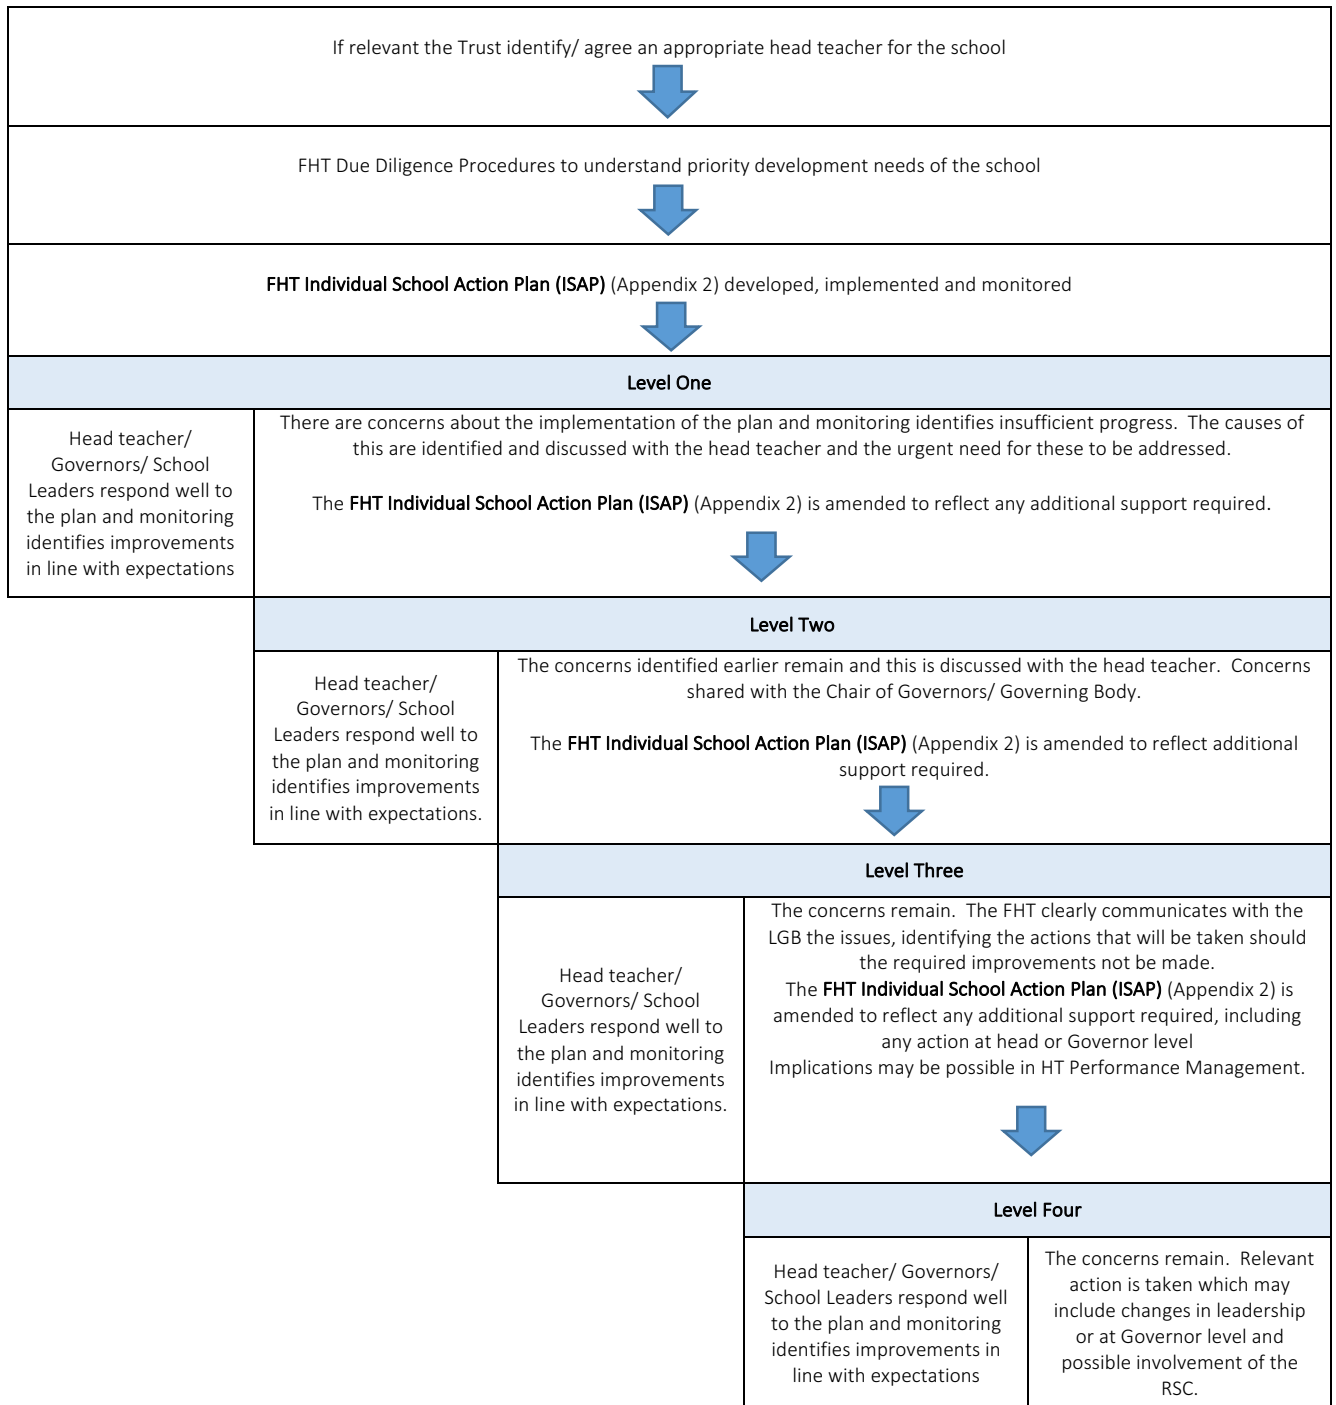 If relevant the Trust identify/ agree an appropriate head teacher for the school
FHT Due Diligence Procedures to understand priority development needs of the school
FHT Individual School Action Plan (ISAP) (Appendix 2) developed, implemented and monitored
Level One
Head teacher/
Governors/ School
Leaders respond well to
the plan and monitoring
identifies improvements
in line with expectations
There are concerns about the implementation of the plan and monitoring identifies insufficient progress.  The causes of
this are identified and discussed with the head teacher and the urgent need for these to be addressed.
The FHT Individual School Action Plan (ISAP) (Appendix 2) is amended to reflect any additional support required.
Level Two
Head teacher/
Governors/ School
Leaders respond well to
the plan and monitoring
identifies improvements
in line with expectations.
The concerns identified earlier remain and this is discussed with the head teacher.  Concerns
shared with the Chair of Governors/ Governing Body.
The FHT Individual School Action Plan (ISAP) (Appendix 2) is amended to reflect additional
support required.
Level Three
Head teacher/
Governors/ School
Leaders respond well to
the plan and monitoring
identifies improvements
in line with expectations.
The concerns remain.  The FHT clearly communicates with the
LGB the issues, identifying the actions that will be taken should
the required improvements not be made.
The FHT Individual School Action Plan (ISAP) (Appendix 2) is
amended to reflect any additional support required, including
any action at head or Governor level
Implications may be possible in HT Performance Management.
Level Four
Head teacher/ Governors/
School Leaders respond well
to the plan and monitoring
identifies improvements in
line with expectations
The concerns remain.  Relevant
action is taken which may
include changes in leadership
or at Governor level and
possible involvement of the
RSC.